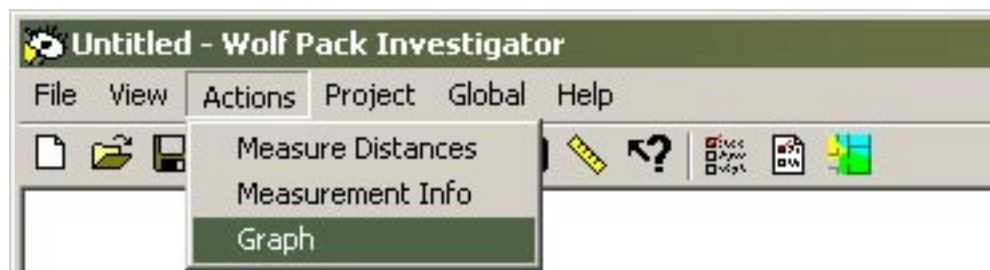 Untitled - Wolf Pack Investigator
File View Actions Project Global Help
Measure Distances
Measurement Info
Graph